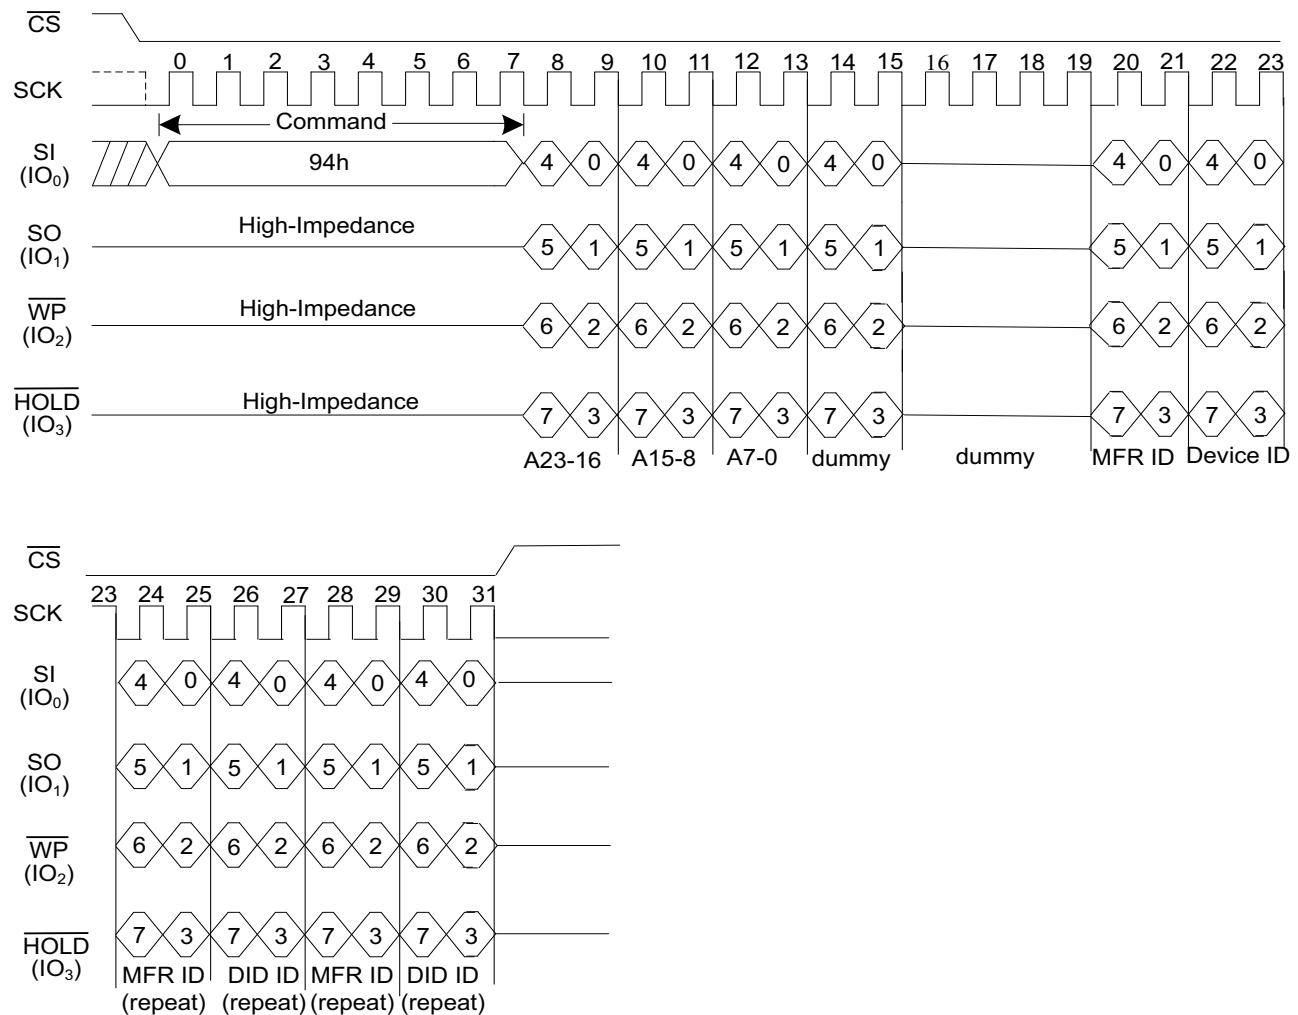 CS
0 1 2 3 4 5 6 7 8 9 10 11 12 13 14 15 16 17 18 19 20 21 22 23
SCK
Command
SI
(IO0)
94h
4 0 4 0 4 0 4 0 4 0 4 0
SO
(IO1)
High-Impedance
5 1 5 1 5 1 5 1 5 1 5 1
WP
(IO2)
High-Impedance
6 2 6 2 6 2 6 2 6 2 6 2
HOLD
(IO3)
High-Impedance
7 3 7 3 7 3 7 3 7 3 7 3
A23-16 A15-8 A7-0 dummy dummy MFR ID Device ID
CS
23 24 25 26 27 28 29 30 31
SCK
SI
(IO0)
4 0 4 0 4 0 4 0
SO
(IO1)
5 1 5 1 5 1 5 1
WP
(IO2)
6 2 6 2 6 2 6 2
HOLD
(IO3)
7 3 7 3 7 3 7 3
MFR ID DID ID MFR ID DID ID
(repeat) (repeat) (repeat) (repeat)